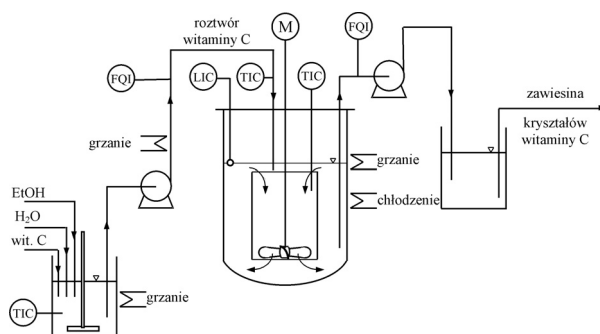 roztwór
witaminy C
M
FQI
FQI
LIC
TIC
TIC
zawiesina
kryształów
witaminy C
grzanie
grzanie
chłodzenie
EtOH
H₂O
wit. C
TIC
grzanie